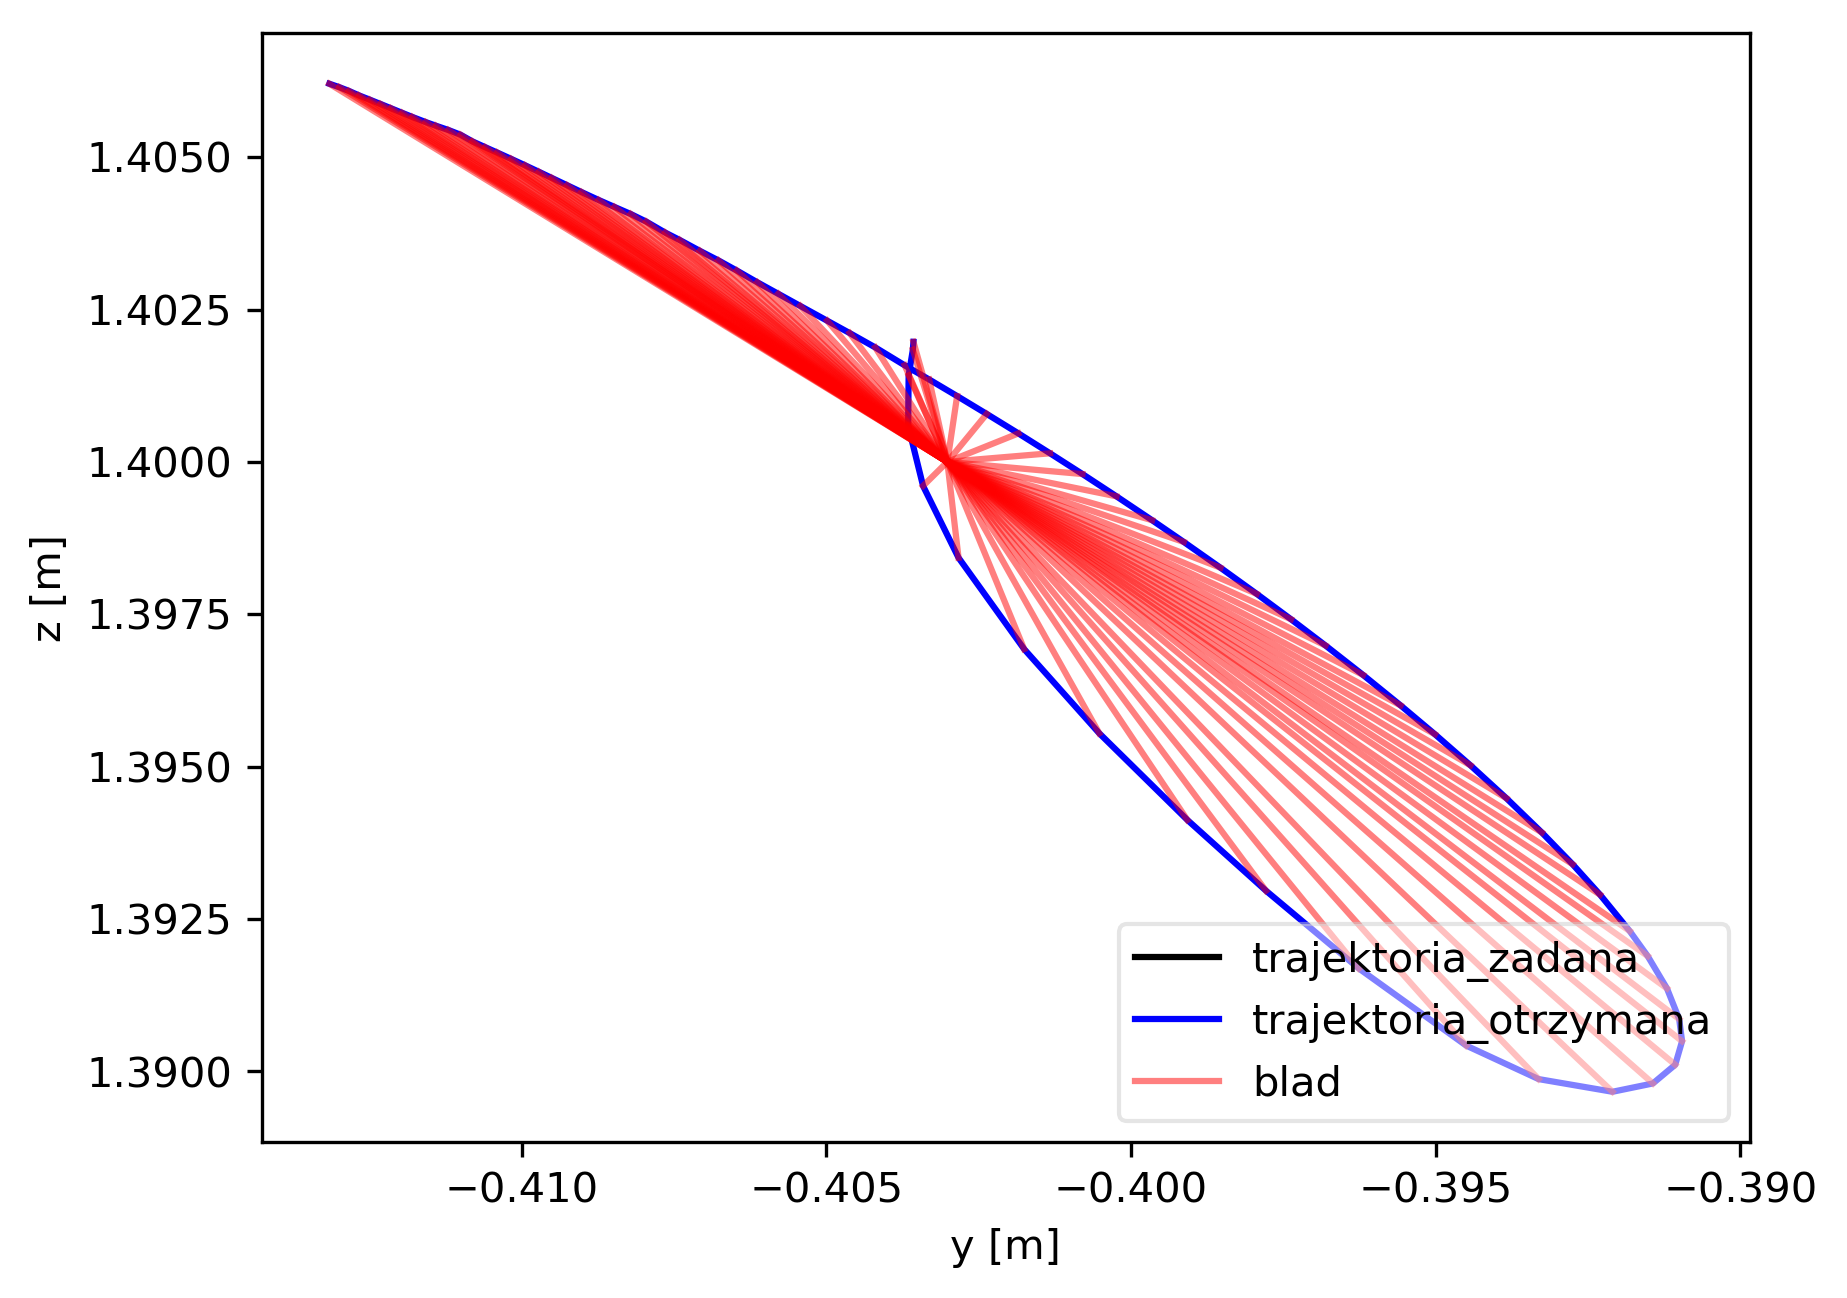 1.4050
1.4025
1.4000
1.3975
1.3950
1.3925
1.3900
z [m]
trajektoria_zadana
trajektoria_otrzymana
blad
−0.410 −0.405 −0.400 −0.395 −0.390
y [m]